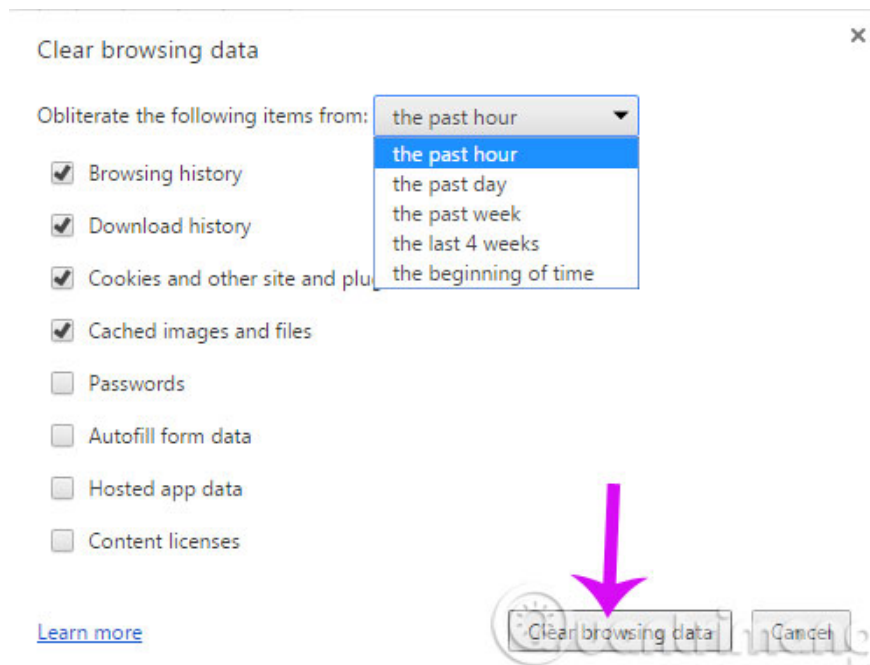 Clear browsing data
Obliterate the following items from: the past hour
the past hour
Browsing history
the past day
Download history
the past week
the last 4 weeks
Cookies and other site and plu
the beginning of time
Cached images and files
Passwords
Autofill form data
Hosted app data
Content licenses
Learn more
Clear browsing data
Cancel